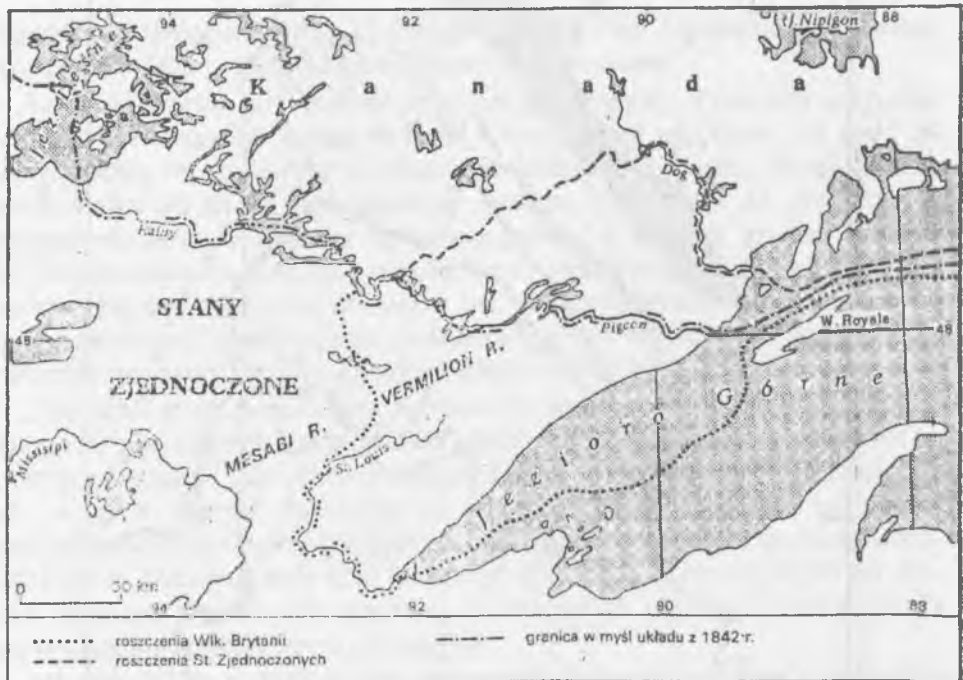 94 92 90 88
j. Nipigon
K a n a d a
Dog
Rainy
STANY
48
Pigeon
W. Royale
48
ZJEDNOCZONE
VERMILION R.
MESABI R.
Jezioro Górne
Missisipi
St. Louis
0 50 km
94 92 90 88
roszczenia Wlk. Brytanii
roszczenia St. Zjednoczonych
granica w myśl układu z 1842 r.